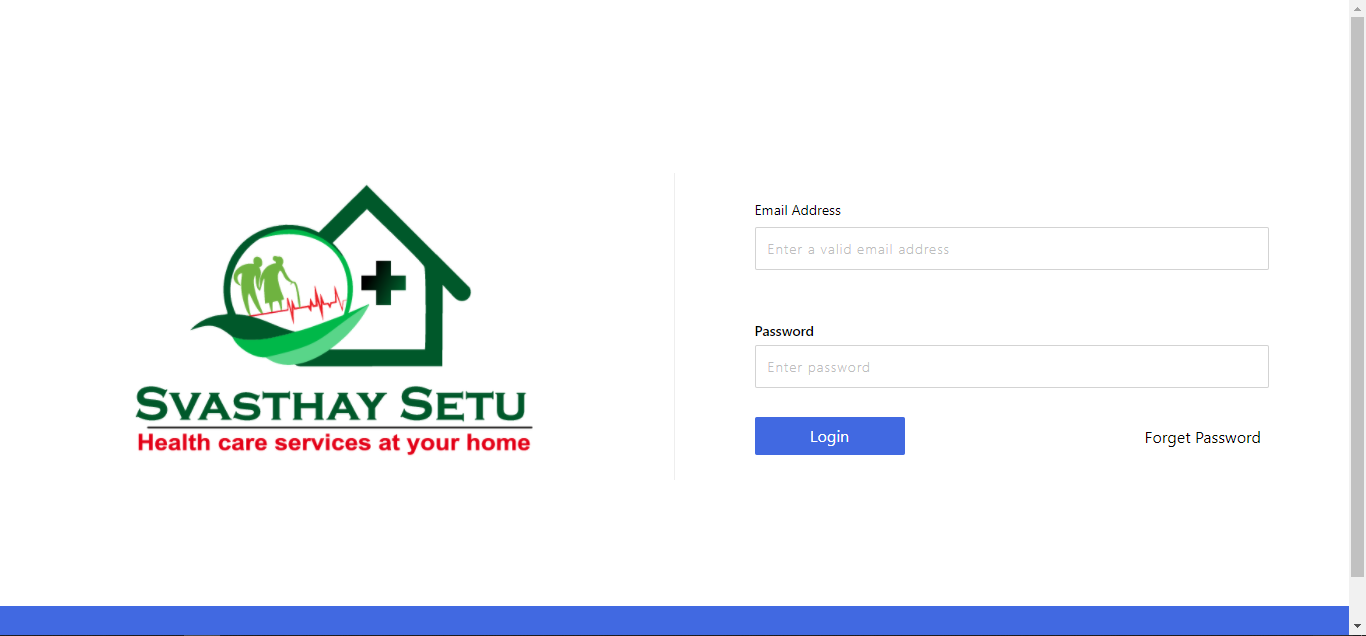 SVASTHAY SETU
Health care services at your home
Email Address
Enter a valid email address
Password
Enter password
Login
Forget Password